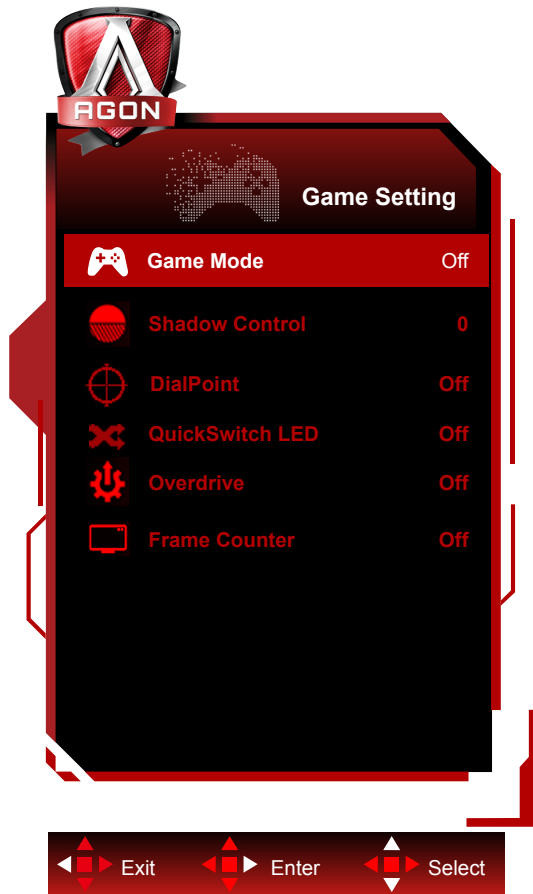 AGON
Game Setting
Game Mode Off
Shadow Control 0
DialPoint Off
QuickSwitch LED Off
Overdrive Off
Frame Counter Off
Exit Enter Select